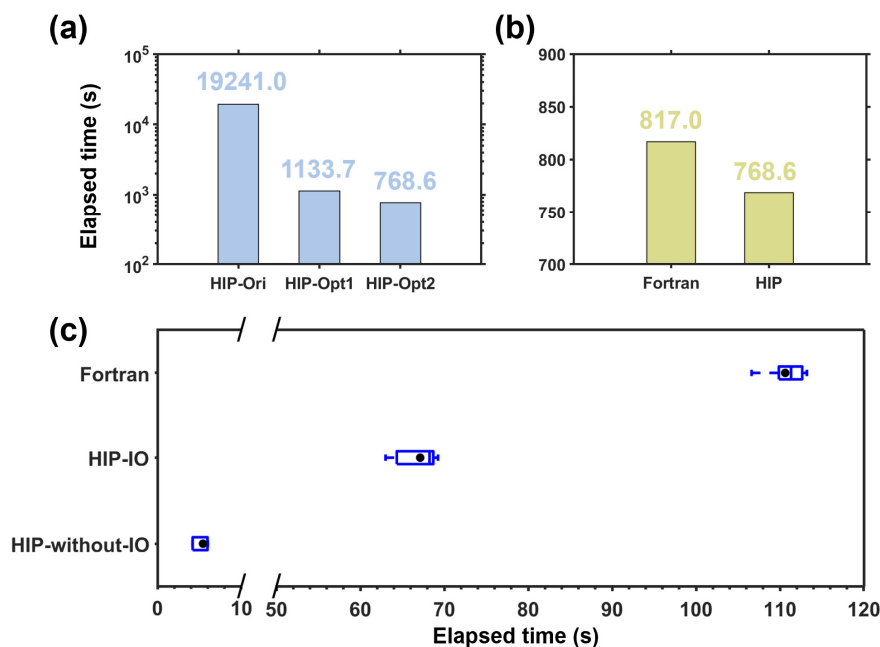 (a)
(b)
Elapsed time (s)
10^5
10^4
10^3
10^2
19241.0
1133.7
768.6
HIP-Ori HIP-Opt1 HIP-Opt2
900
850
800
750
700
817.0
768.6
Fortran HIP
(c)
Fortran
HIP-IO
HIP-without-IO
0 10 50 60 70 80 90 100 110 120
Elapsed time (s)